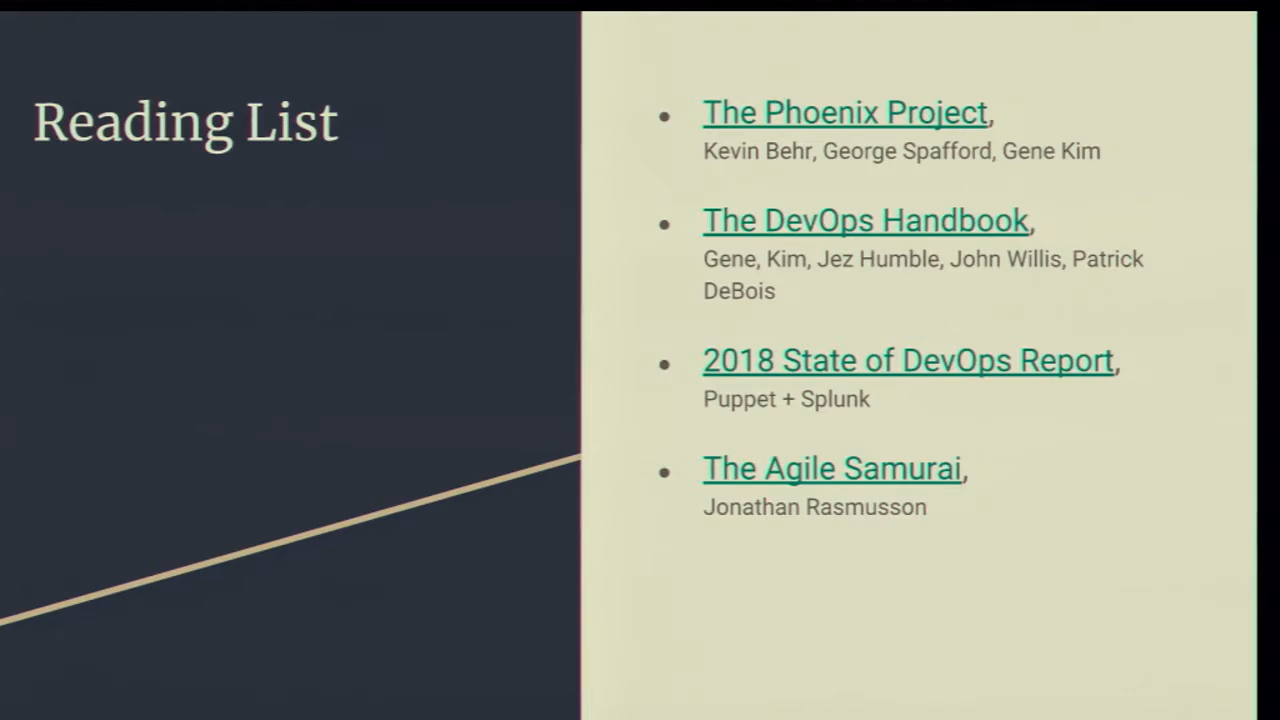 Reading List
The Phoenix Project,
Kevin Behr, George Spafford, Gene Kim
The DevOps Handbook,
Gene, Kim, Jez Humble, John Willis, Patrick
DeBois
2018 State of DevOps Report,
Puppet + Splunk
The Agile Samurai,
Jonathan Rasmusson